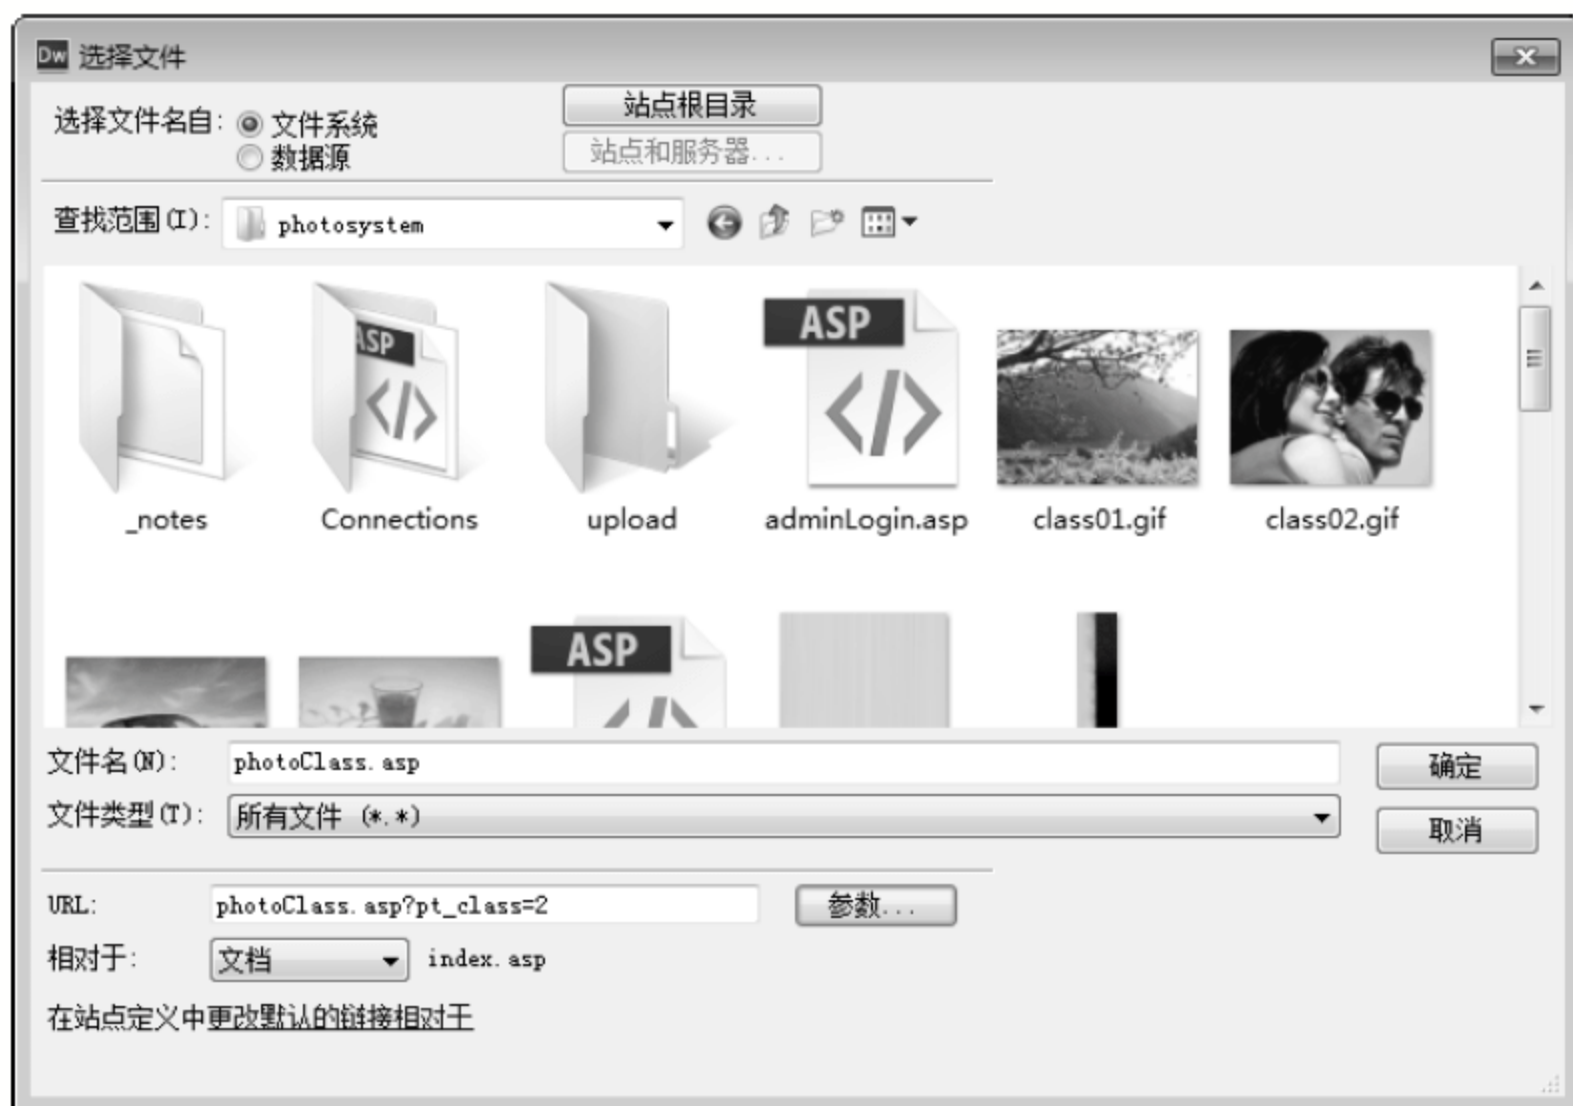 Dw 选择文件
选择文件名自: 文件系统
数据源
站点根目录
站点和服务器...
查找范围(I): photosystem
ASP
ASP
_notes
Connections
upload
adminLogin.asp
class01.gif
class02.gif
ASP
文件名(N): photoClass.asp
确定
文件类型(T): 所有文件 (*.*)
取消
URL: photoClass.asp?pt_class=2 参数...
相对于: 文档 index.asp
在站点定义中更改默认的链接相对于